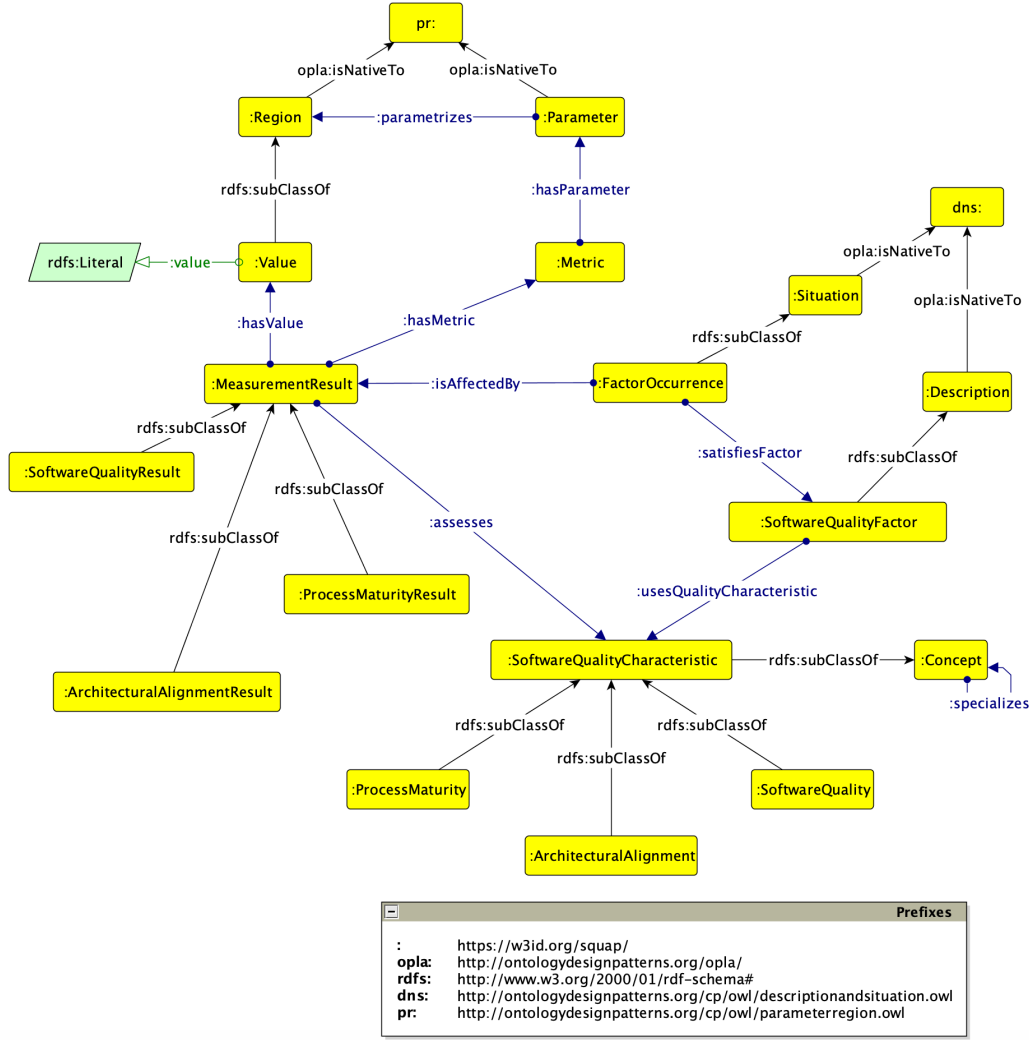 pr:
opla:isNativeTo
opla:isNativeTo
:Region
:parametrizes
:Parameter
rdfs:subClassOf
:hasParameter
dns:
opla:isNativeTo
rdfs:Literal
:value
:Value
:Metric
:Situation
opla:isNativeTo
:hasValue
:hasMetric
rdfs:subClassOf
:MeasurementResult
:isAffectedBy
:FactorOccurrence
:Description
rdfs:subClassOf
:SoftwareQualityResult
:satisfiesFactor
rdfs:subClassOf
rdfs:subClassOf
:assesses
:SoftwareQualityFactor
rdfs:subClassOf
:ProcessMaturityResult
:usesQualityCharacteristic
:SoftwareQualityCharacteristic
rdfs:subClassOf
:Concept
:ArchitecturalAlignmentResult
:specializes
rdfs:subClassOf
rdfs:subClassOf
rdfs:subClassOf
:ProcessMaturity
:SoftwareQuality
:ArchitecturalAlignment
Prefixes
: https://w3id.org/squap/
opla: http://ontologydesignpatterns.org/opla/
rdfs: http://www.w3.org/2000/01/rdf-schema#
dns: http://ontologydesignpatterns.org/cp/owl/descriptionandsituation.owl
pr: http://ontologydesignpatterns.org/cp/owl/parameterregion.owl